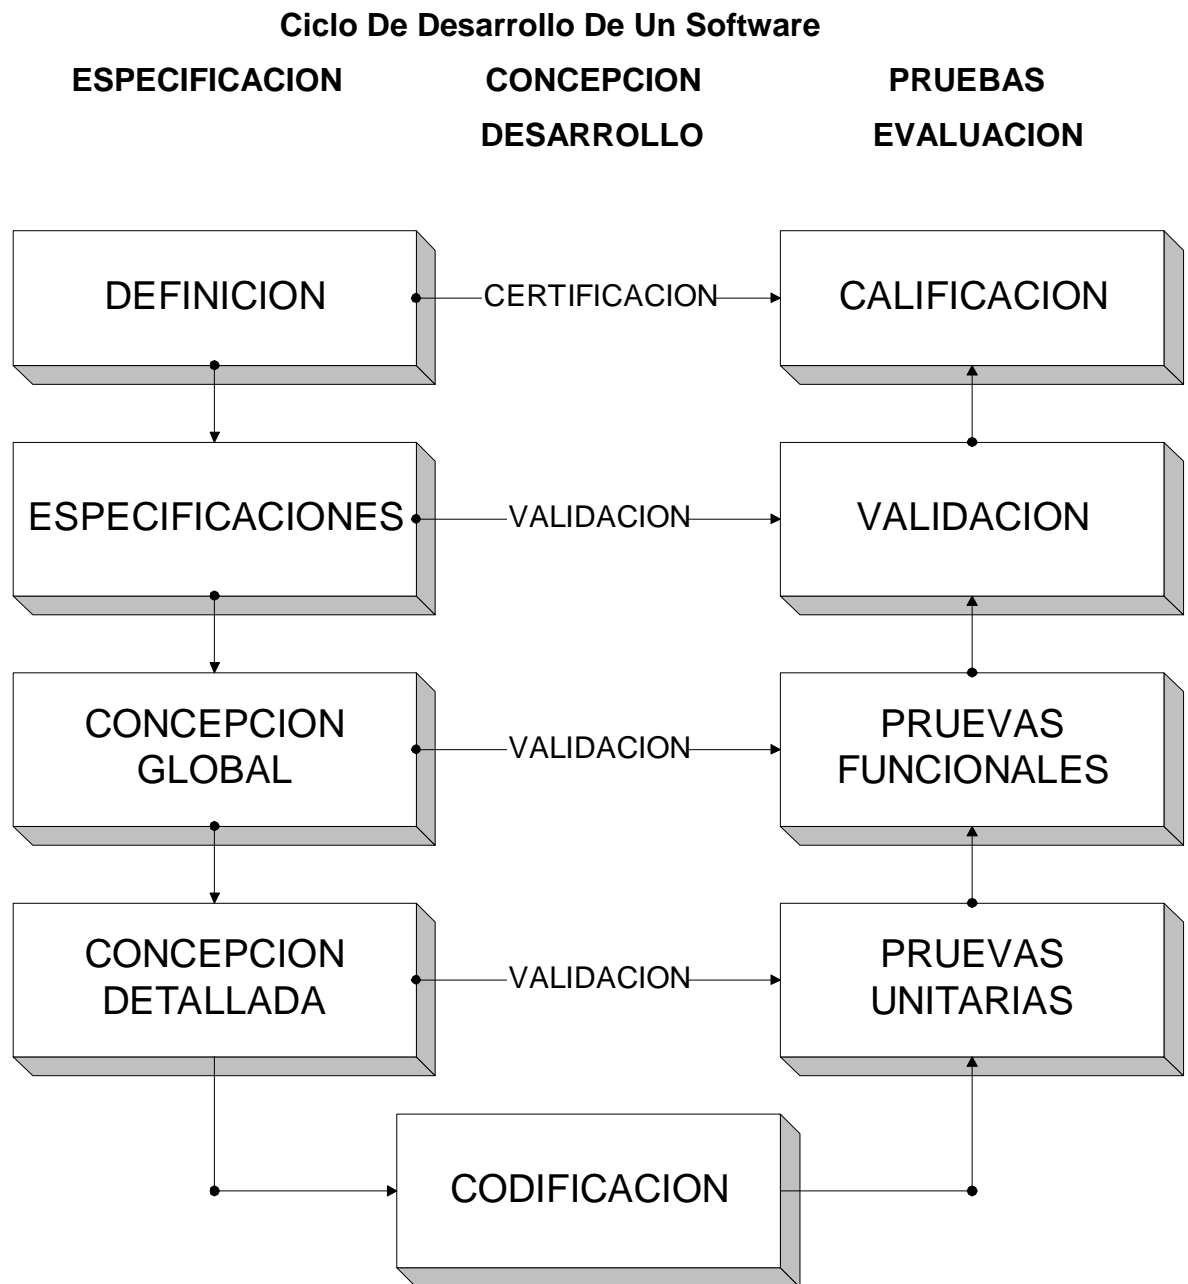 Ciclo De Desarrollo De Un Software
ESPECIFICACION CONCEPCION PRUEBAS
DESARROLLO EVALUACION
DEFINICION CERTIFICACION CALIFICACION
ESPECIFICACIONES VALIDACION VALIDACION
CONCEPCION
GLOBAL
VALIDACION
PRUEVAS
FUNCIONALES
CONCEPCION
DETALLADA
VALIDACION
PRUEVAS
UNITARIAS
CODIFICACION